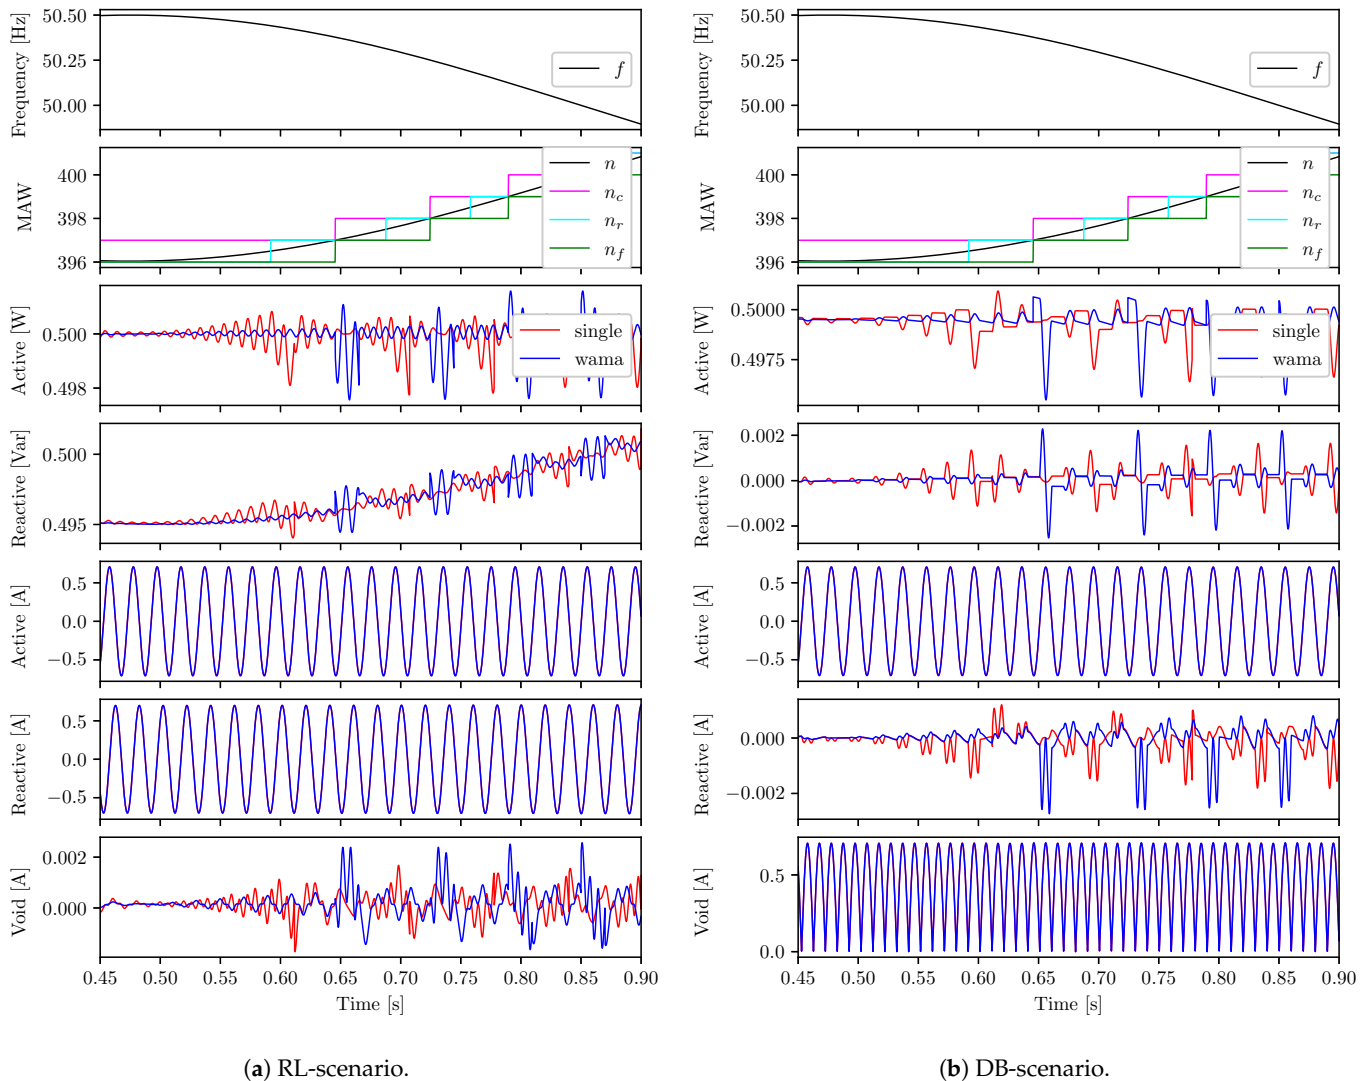 Frequency [Hz]
50.50
50.25
50.00
f
MAW
400
398
396
n
n_c
n_r
n_f
Active [W]
0.500
0.498
single
wama
Reactive [Var]
0.500
0.495
Active [A]
0.5
0.0
−0.5
Reactive [A]
0.5
0.0
−0.5
Void [A]
0.002
0.000
0.45 0.50 0.55 0.60 0.65 0.70 0.75 0.80 0.85 0.90
Time [s]
(a) RL-scenario.
Frequency [Hz]
50.50
50.25
50.00
f
MAW
400
398
396
n
n_c
n_r
n_f
Active [W]
0.5000
0.4975
single
wama
Reactive [Var]
0.002
0.000
−0.002
Active [A]
0.5
0.0
−0.5
Reactive [A]
0.000
−0.002
Void [A]
0.5
0.0
0.45 0.50 0.55 0.60 0.65 0.70 0.75 0.80 0.85 0.90
Time [s]
(b) DB-scenario.